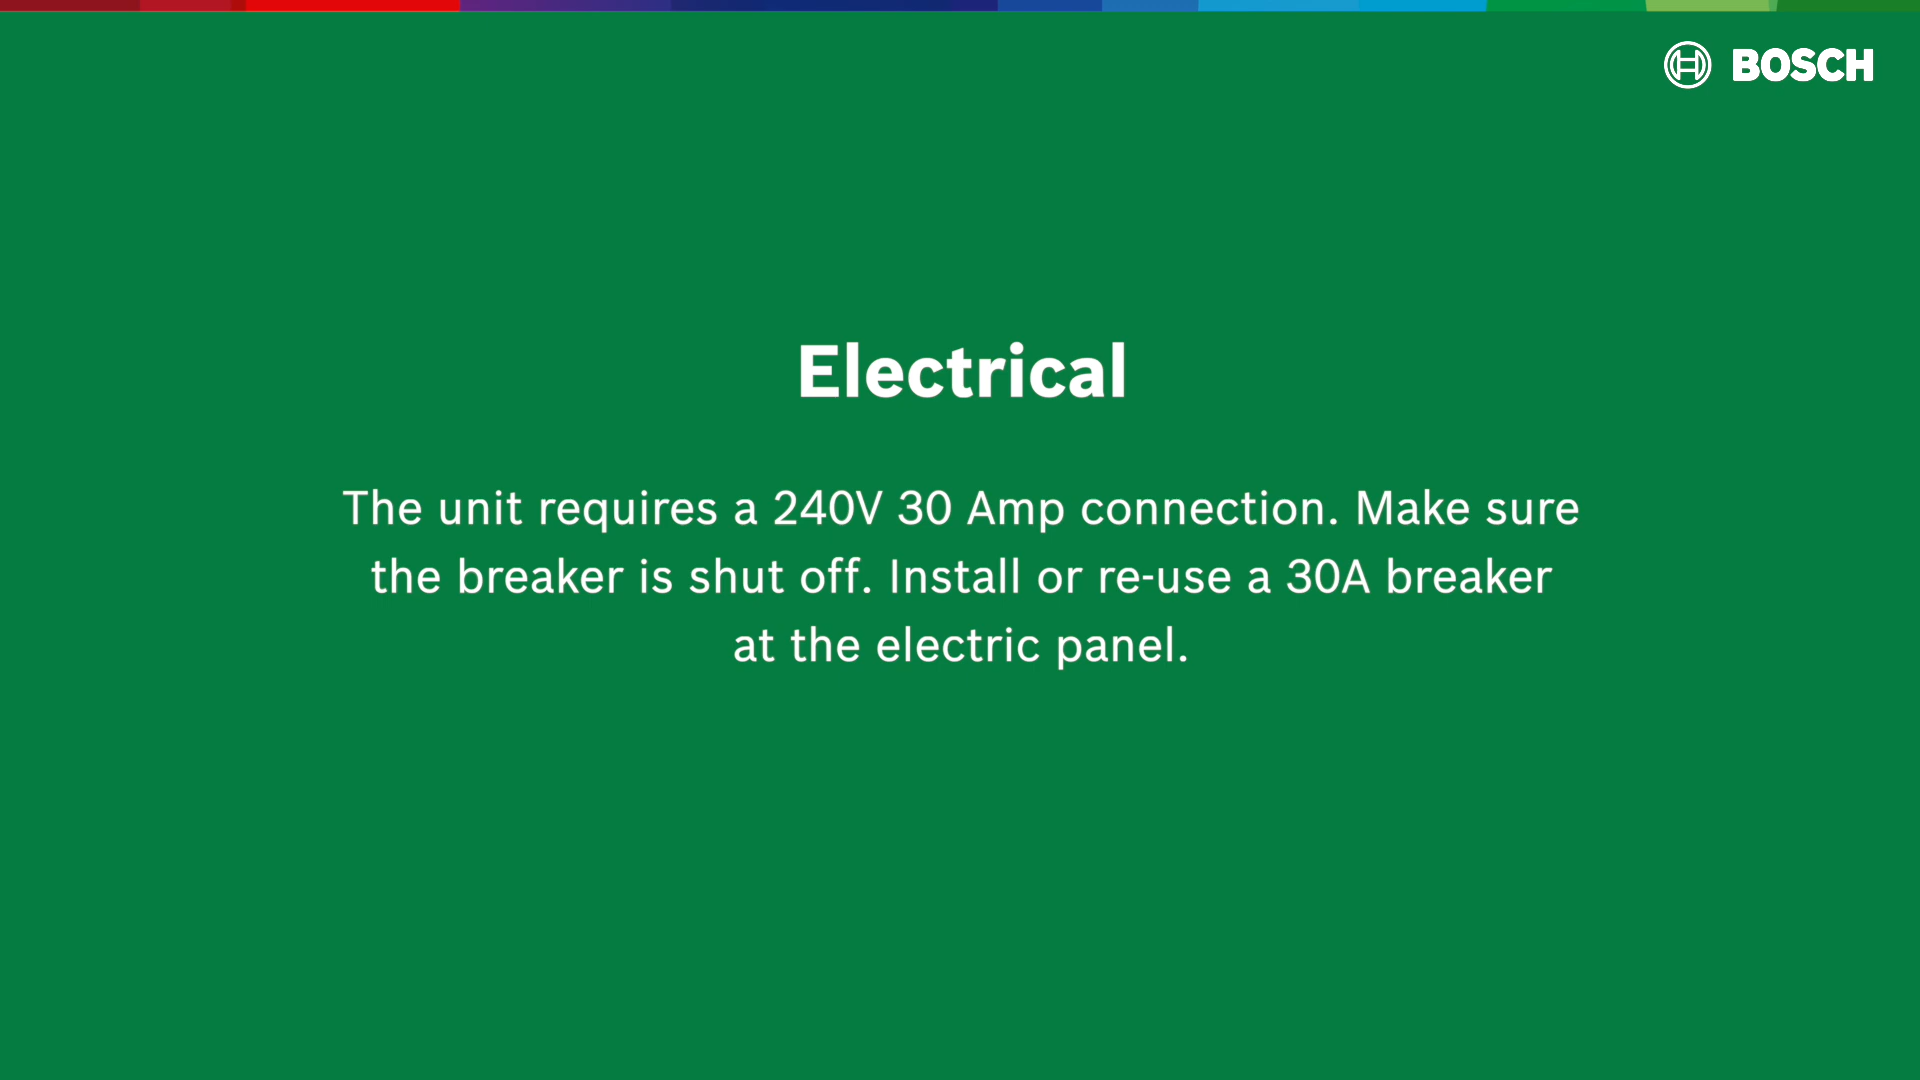 BOSCH
Electrical
The unit requires a 240V 30 Amp connection. Make sure
the breaker is shut off. Install or re-use a 30A breaker
at the electric panel.